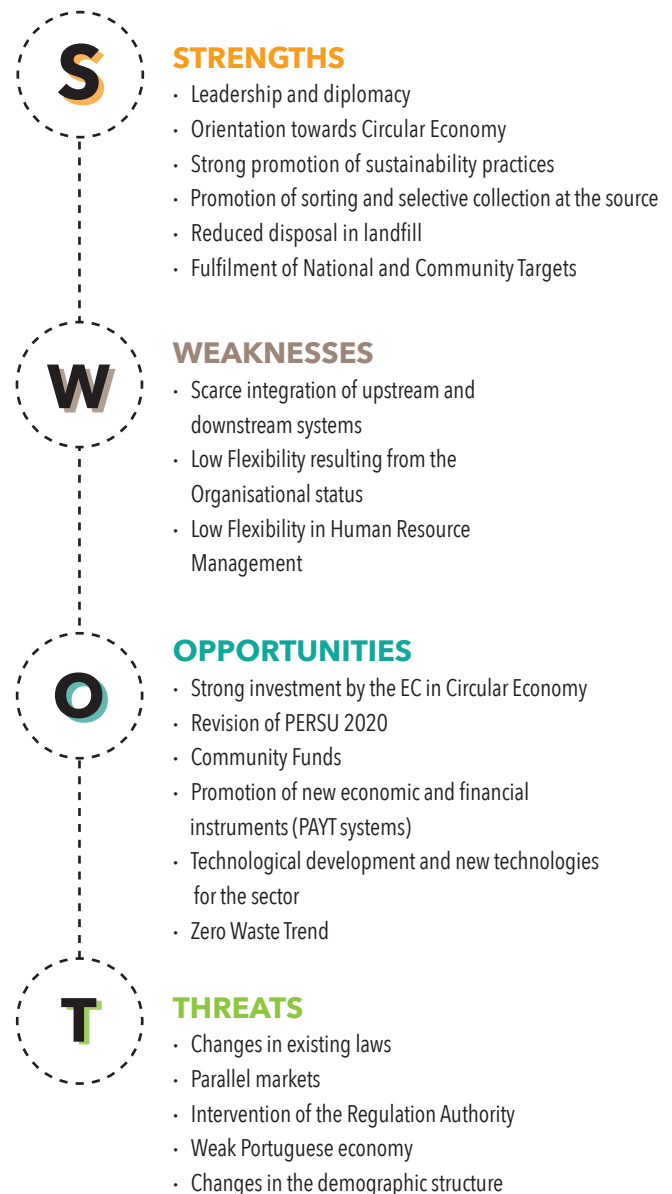 S
STRENGTHS
· Leadership and diplomacy
· Orientation towards Circular Economy
· Strong promotion of sustainability practices
· Promotion of sorting and selective collection at the source
· Reduced disposal in landfill
· Fulfilment of National and Community Targets
W
WEAKNESSES
· Scarce integration of upstream and
downstream systems
· Low Flexibility resulting from the
Organisational status
· Low Flexibility in Human Resource
Management
O
OPPORTUNITIES
· Strong investment by the EC in Circular Economy
· Revision of PERSU 2020
· Community Funds
· Promotion of new economic and financial
instruments (PAYT systems)
· Technological development and new technologies
for the sector
· Zero Waste Trend
T
THREATS
· Changes in existing laws
· Parallel markets
· Intervention of the Regulation Authority
· Weak Portuguese economy
· Changes in the demographic structure